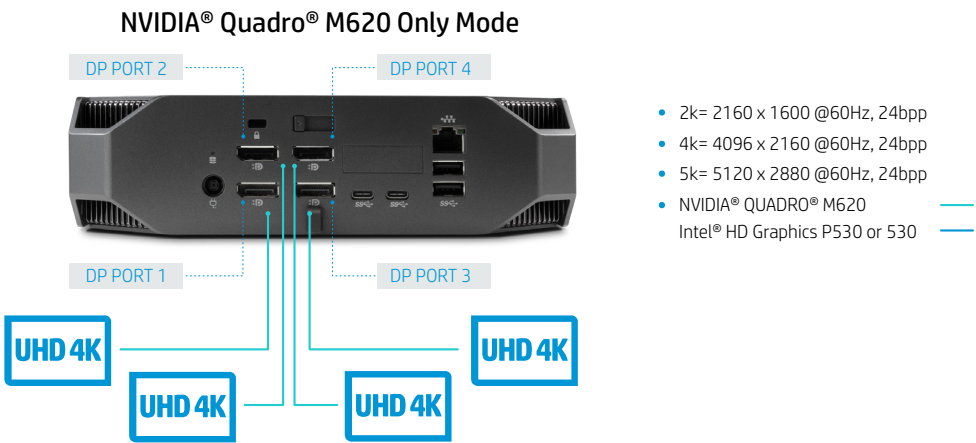 NVIDIA® Quadro® M620 Only Mode
DP PORT 2
DP PORT 4
DP PORT 1
DP PORT 3
UHD 4K
UHD 4K
UHD 4K
UHD 4K
• 2k= 2160 x 1600 @60Hz, 24bpp
• 4k= 4096 x 2160 @60Hz, 24bpp
• 5k= 5120 x 2880 @60Hz, 24bpp
• NVIDIA® QUADRO® M620
Intel® HD Graphics P530 or 530